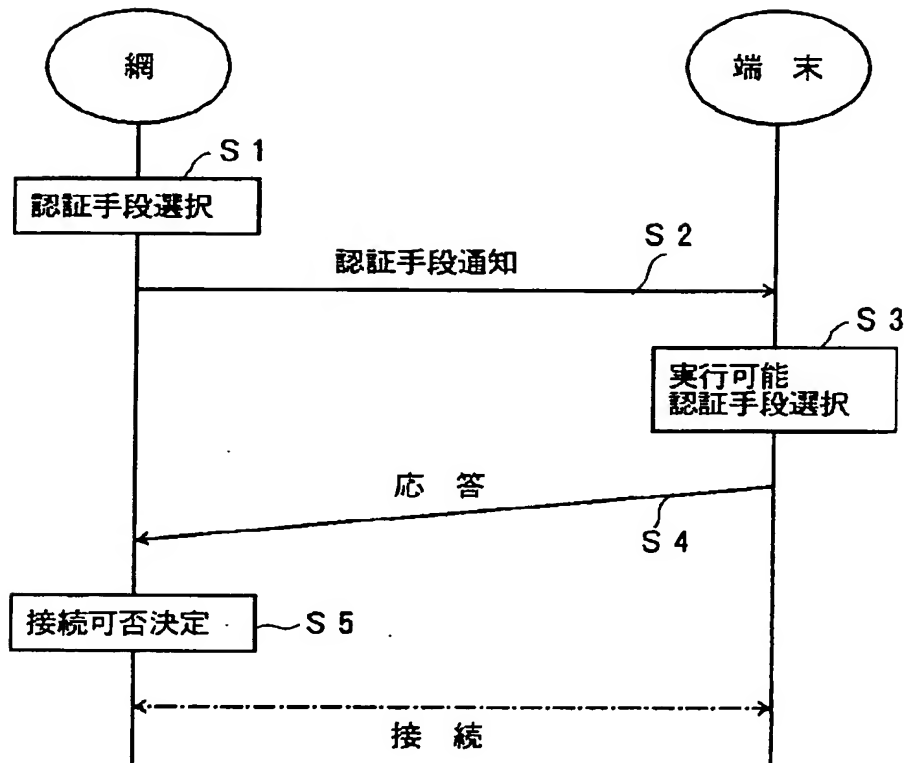 網
端 末
S 1
認証手段選択
認証手段通知
S 2
S 3
実行可能
認証手段選択
応 答
S 4
接続可否決定
S 5
接 続